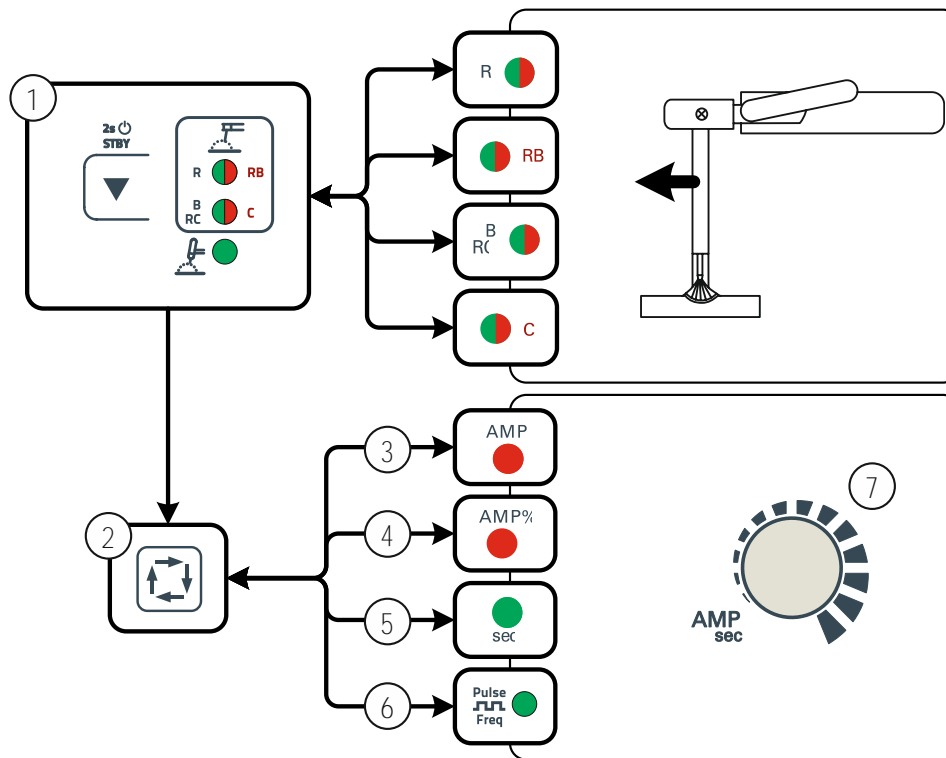 1
2s
STBY
R RB
B
RC C
R
RB
B
RC
C
2
3
AMP
4
AMP%
5
sec
6
Pulse
Freq
7
AMP
sec